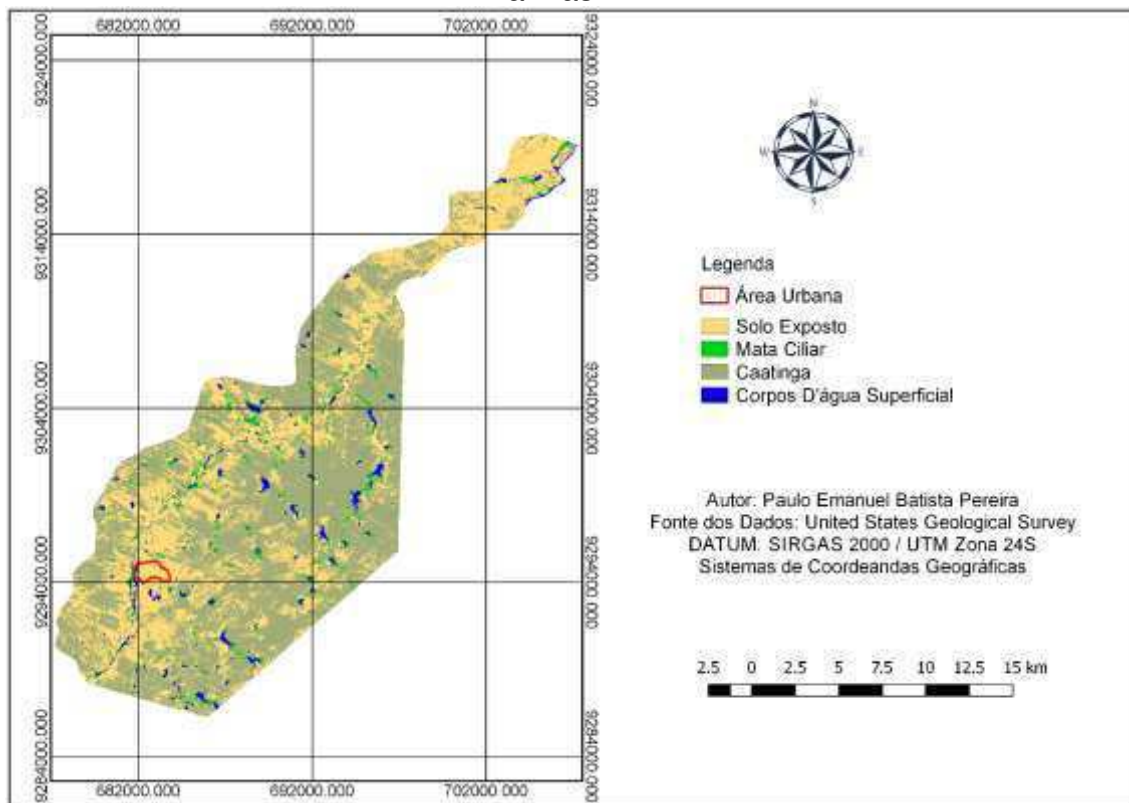 682000.000 692000.000 702000.000
9324000.000 9324000.000
9314000.000 9314000.000
9304000.000 9304000.000
9294000.000 9294000.000
9284000.000 9284000.000
682000.000 692000.000 702000.000
N
W E
S
Legenda
Área Urbana
Solo Exposto
Mata Ciliar
Caatinga
Corpos D'água Superficial
Autor: Paulo Emanuel Batista Pereira
Fonte dos Dados: United States Geological Survey
DATUM: SIRGAS 2000 / UTM Zona 24S
Sistemas de Coordeandas Geográficas
2.5 0 2.5 5 7.5 10 12.5 15 km